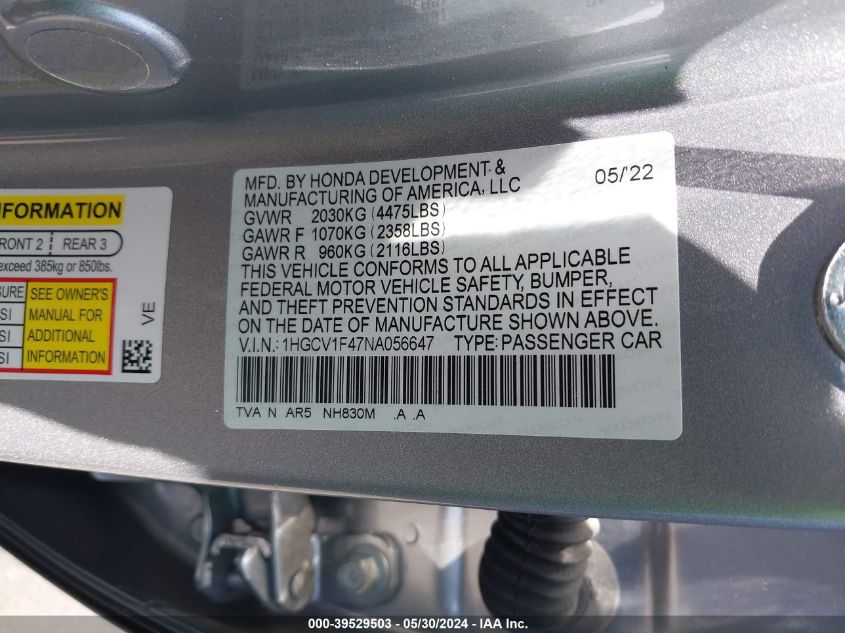 MFD. BY HONDA DEVELOPMENT & 05/'22
MANUFACTURING OF AMERICA, LLC
GVWR 2030KG (4475LBS)
GAWR F 1070KG (2358LBS)
GAWR R 960KG (2116LBS)
THIS VEHICLE CONFORMS TO ALL APPLICABLE
FEDERAL MOTOR VEHICLE SAFETY, BUMPER,
AND THEFT PREVENTION STANDARDS IN EFFECT
ON THE DATE OF MANUFACTURE SHOWN ABOVE.
V.I.N.: 1HGCV1F47NA056647 TYPE: PASSENGER CAR
TVA N AR5 NH830M .A .A
FORMATION
FRONT 2 REAR 3
exceed 385kg or 850lbs.
SEE OWNER'S
MANUAL FOR
ADDITIONAL
INFORMATION
VE
000-39529503 - 05/30/2024 - IAA Inc.